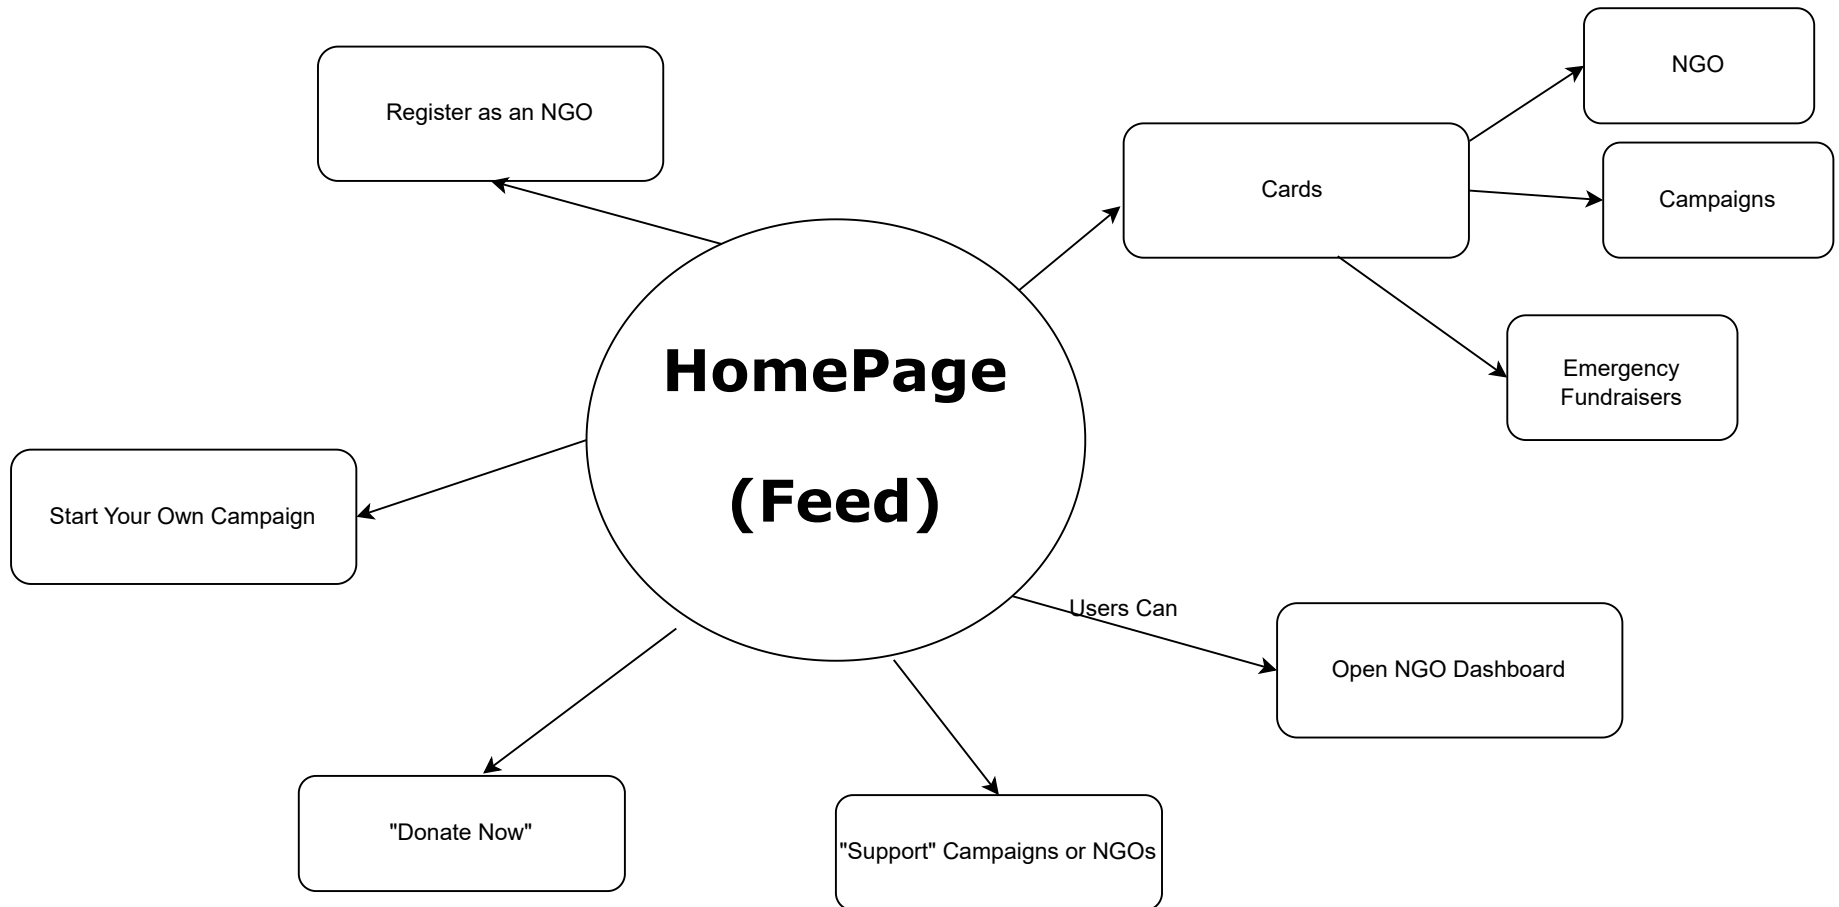 NGO
Register as an NGO
Cards
Campaigns
HomePage
(Feed)
Emergency
Fundraisers
Start Your Own Campaign
Users Can
Open NGO Dashboard
"Donate Now"
"Support" Campaigns or NGOs